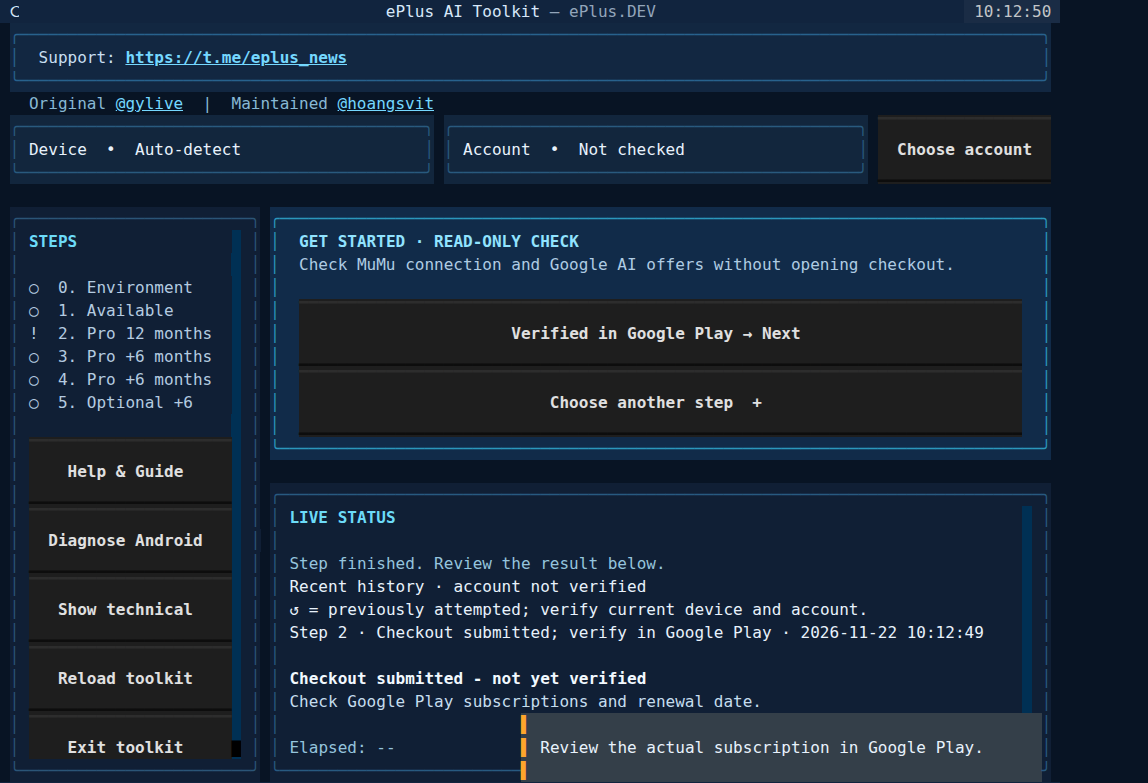 C ePlus AI Toolkit — ePlus.DEV 10:12:50
Support: https://t.me/eplus_news
Original @gylive | Maintained @hoangsvit
Device • Auto-detect
Account • Not checked
Choose account
STEPS
○ 0. Environment
○ 1. Available
! 2. Pro 12 months
○ 3. Pro +6 months
○ 4. Pro +6 months
○ 5. Optional +6
Help & Guide
Diagnose Android
Show technical
Reload toolkit
Exit toolkit
GET STARTED · READ-ONLY CHECK
Check MuMu connection and Google AI offers without opening checkout.
Verified in Google Play → Next
Choose another step +
LIVE STATUS
Step finished. Review the result below.
Recent history · account not verified
↺ = previously attempted; verify current device and account.
Step 2 · Checkout submitted; verify in Google Play · 2026-11-22 10:12:49
Checkout submitted - not yet verified
Check Google Play subscriptions and renewal date.
Elapsed: --
Review the actual subscription in Google Play.